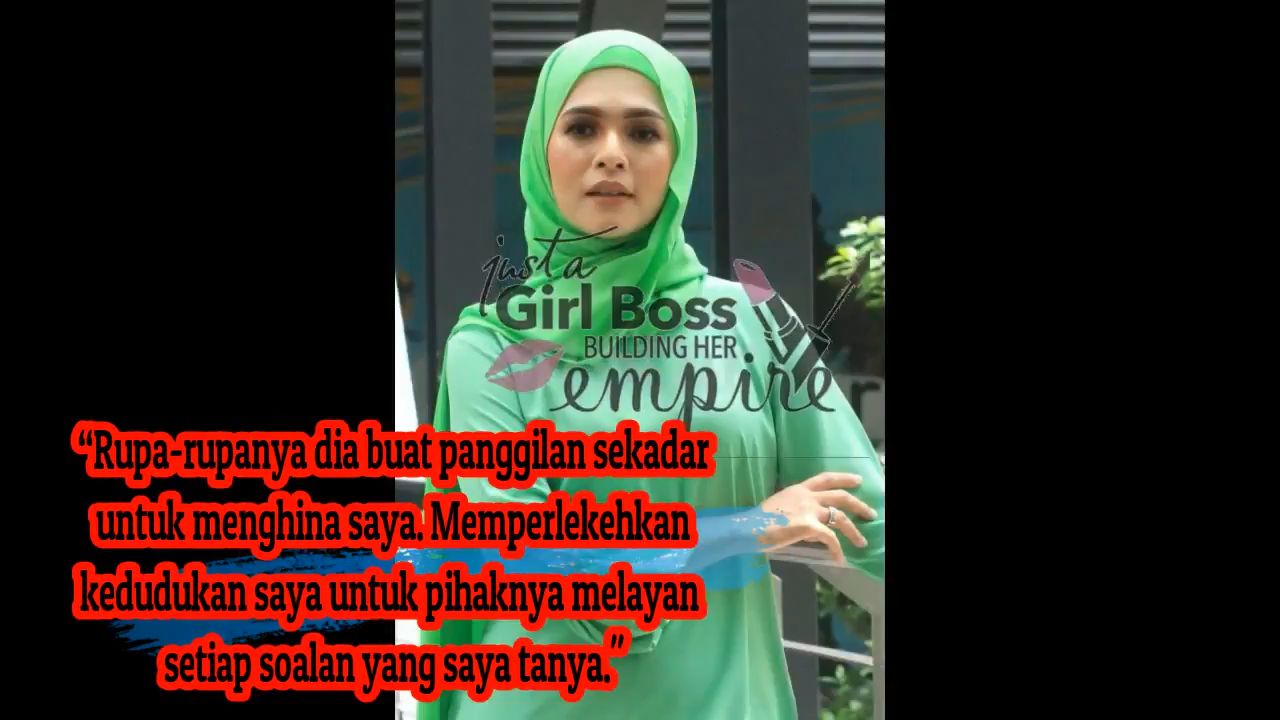 just a
Girl Boss
BUILDING HER
empire
“Rupa-rupanya dia buat panggilan sekadar
untuk menghina saya. Memperlekehkan
kedudukan saya untuk pihaknya melayan
setiap soalan yang saya tanya.”